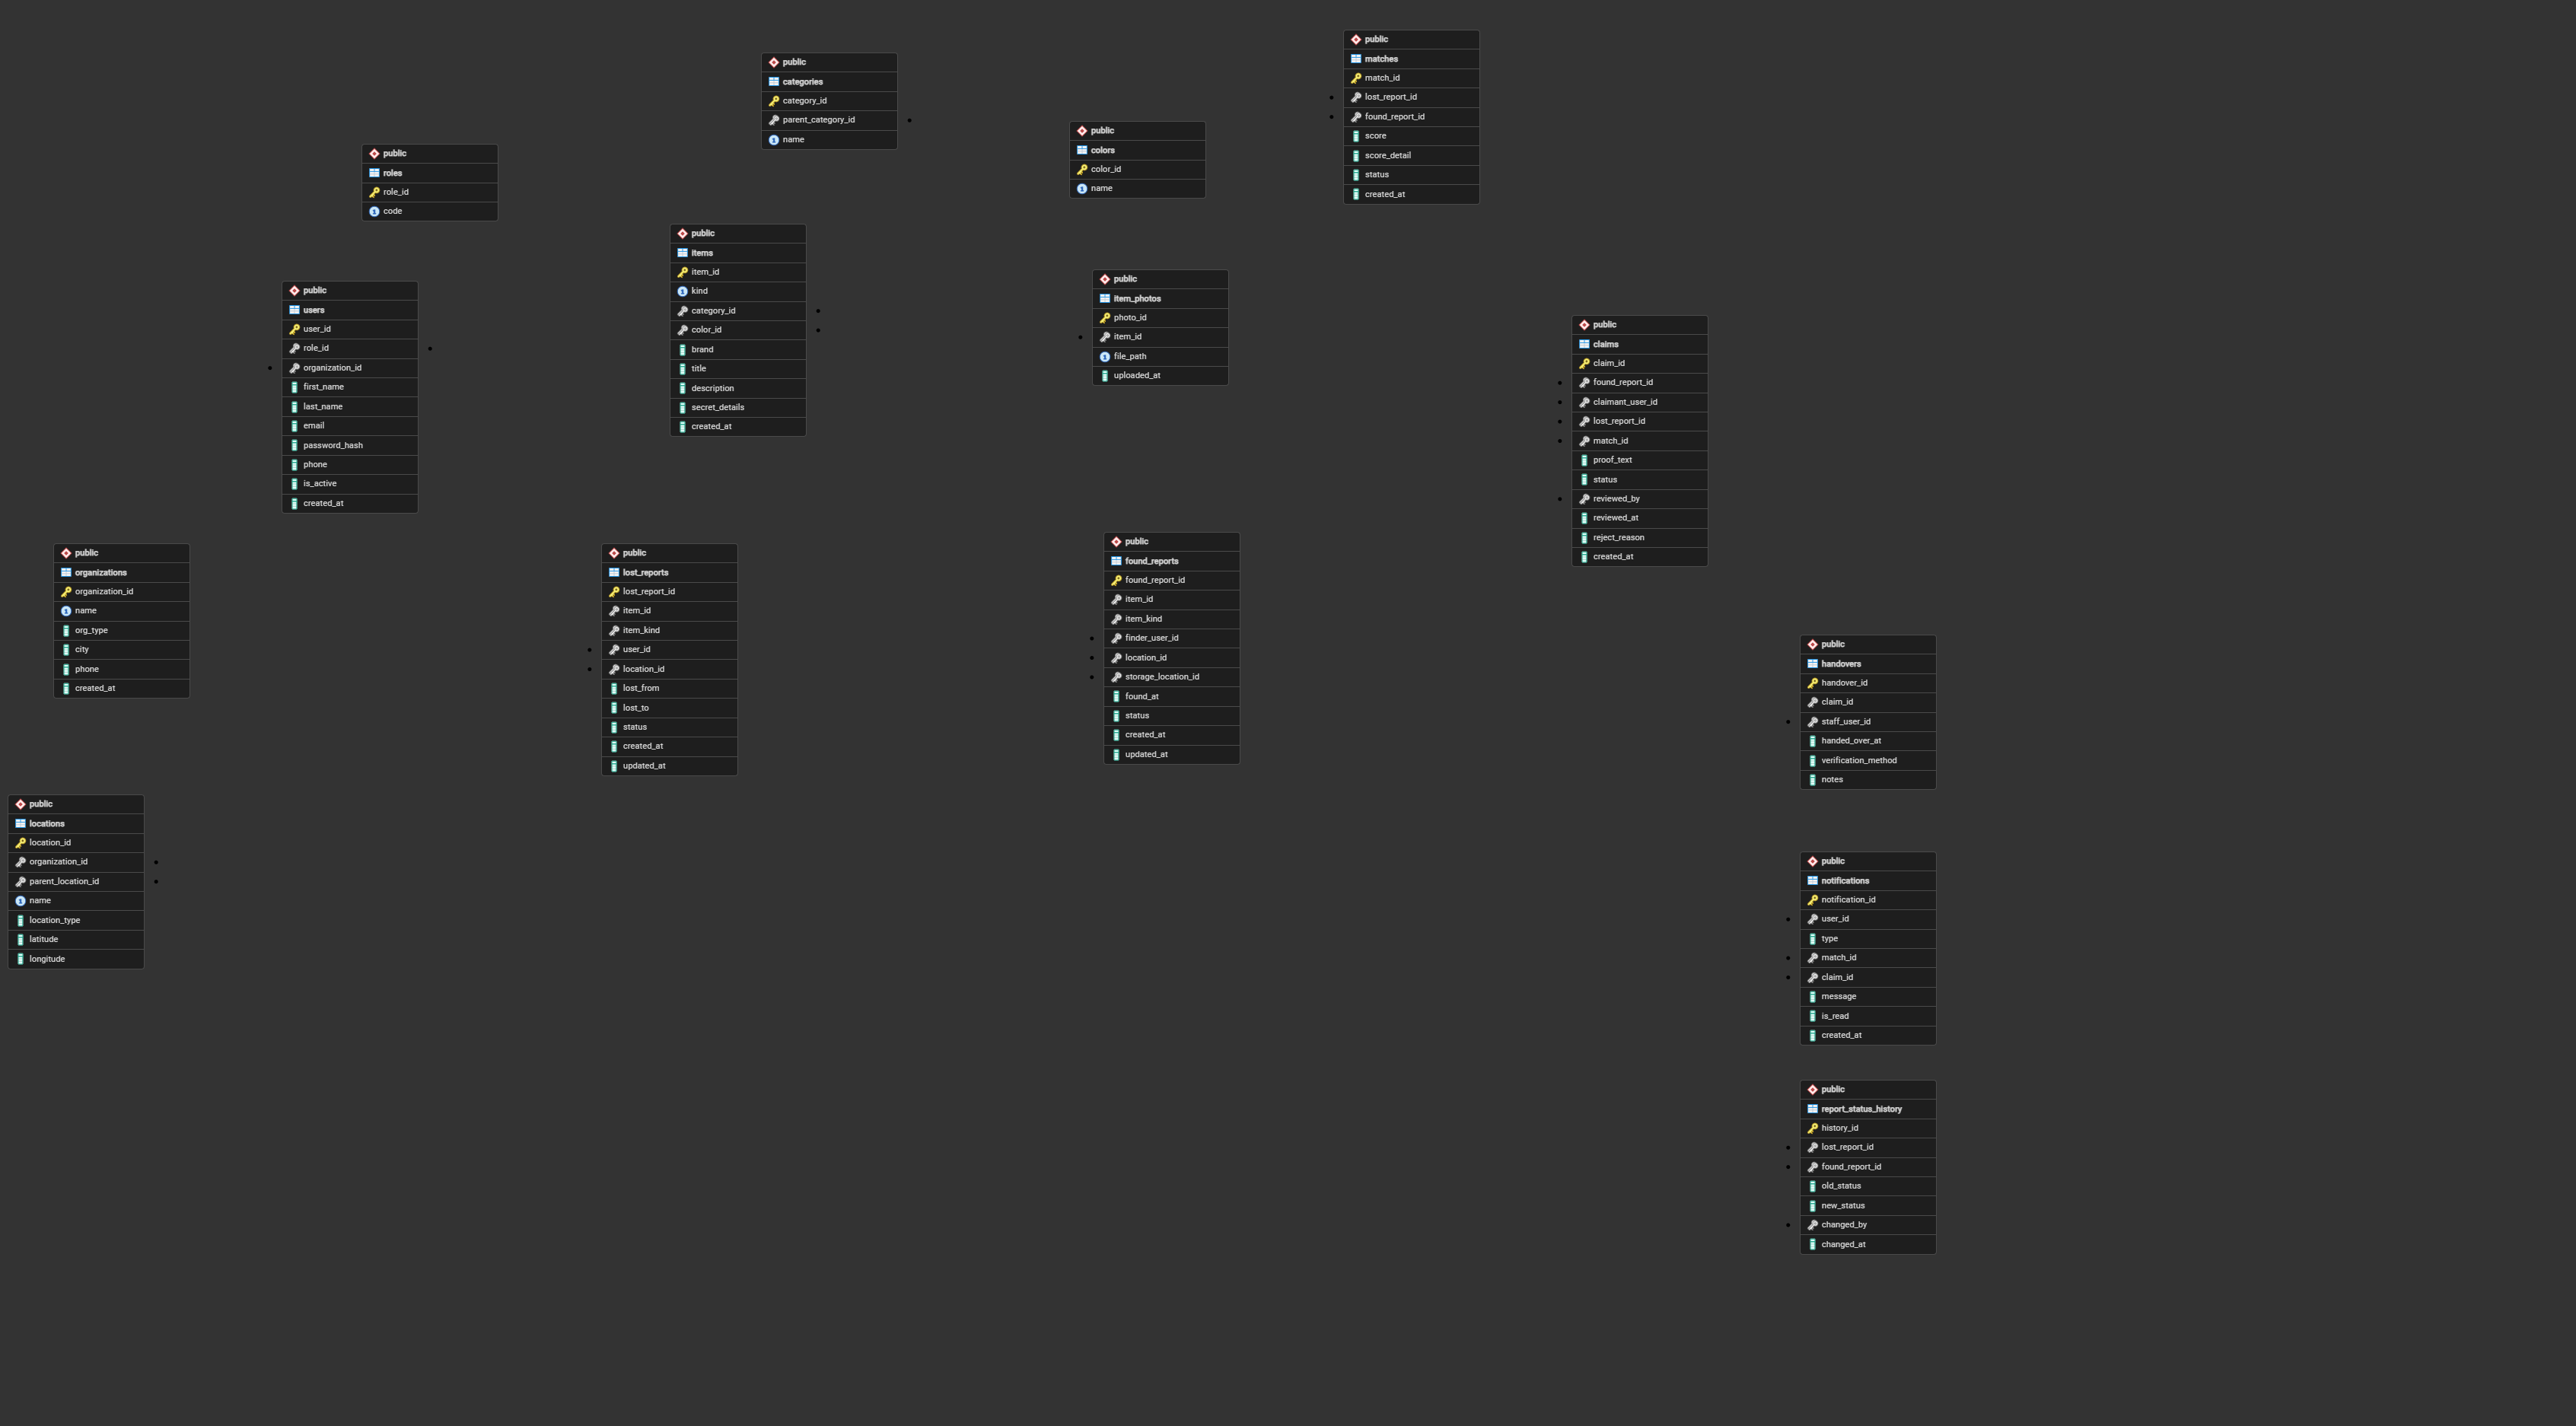 public
matches
match_id
lost_report_id
found_report_id
score
score_detail
status
created_at
public
categories
category_id
parent_category_id
name
public
colors
color_id
name
public
roles
role_id
code
public
items
item_id
kind
category_id
color_id
brand
title
description
secret_details
created_at
public
item_photos
photo_id
item_id
file_path
uploaded_at
public
users
user_id
role_id
organization_id
first_name
last_name
email
password_hash
phone
is_active
created_at
public
claims
claim_id
found_report_id
claimant_user_id
lost_report_id
match_id
proof_text
status
reviewed_by
reviewed_at
reject_reason
created_at
public
organizations
organization_id
name
org_type
city
phone
created_at
public
lost_reports
lost_report_id
item_id
item_kind
user_id
location_id
lost_from
lost_to
status
created_at
updated_at
public
found_reports
found_report_id
item_id
item_kind
finder_user_id
location_id
storage_location_id
found_at
status
created_at
updated_at
public
handovers
handover_id
claim_id
staff_user_id
handed_over_at
verification_method
notes
public
locations
location_id
organization_id
parent_location_id
name
location_type
latitude
longitude
public
notifications
notification_id
user_id
type
match_id
claim_id
message
is_read
created_at
public
report_status_history
history_id
lost_report_id
found_report_id
old_status
new_status
changed_by
changed_at